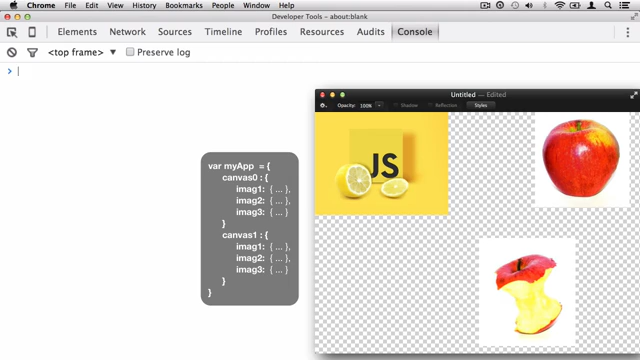 Chrome File Edit View History Bookmarks People Window Help
Developer Tools - about:blank
Elements Network Sources Timeline Profiles Resources Audits Console
<top frame> Preserve log
Untitled — Edited
Opacity: 100% Shadow Reflection Styles
JS
var myApp = {
canvas0 : {
imag1: { ... },
imag2: { ... },
imag3: { ... }
}
canvas1 : {
imag1: { ... },
imag2: { ... },
imag3: { ... }
}
}